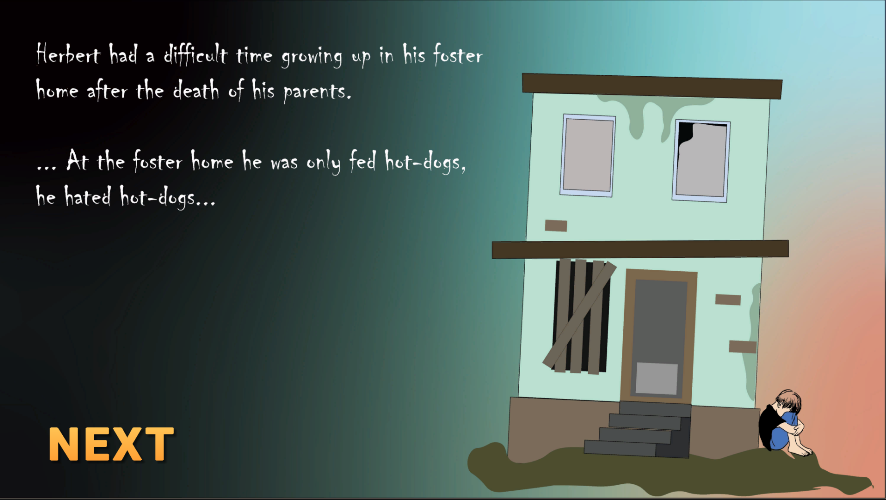 Herbert had a difficult time growing up in his foster
home after the death of his parents.
... At the foster home he was only fed hot-dogs,
he hated hot-dogs...
NEXT